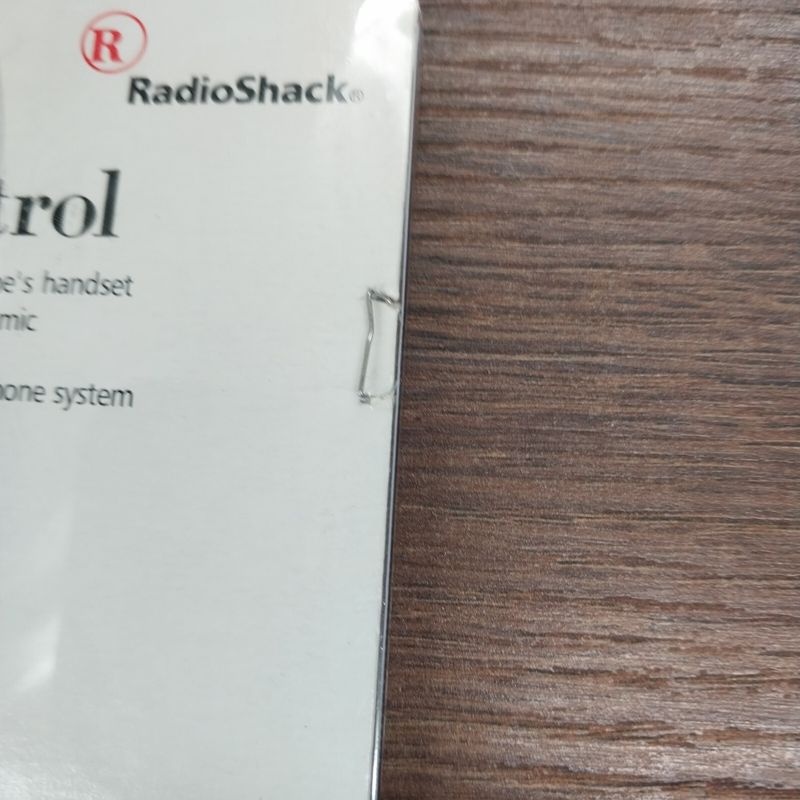 R
RadioShack®
trol
e's handset
mic
one system